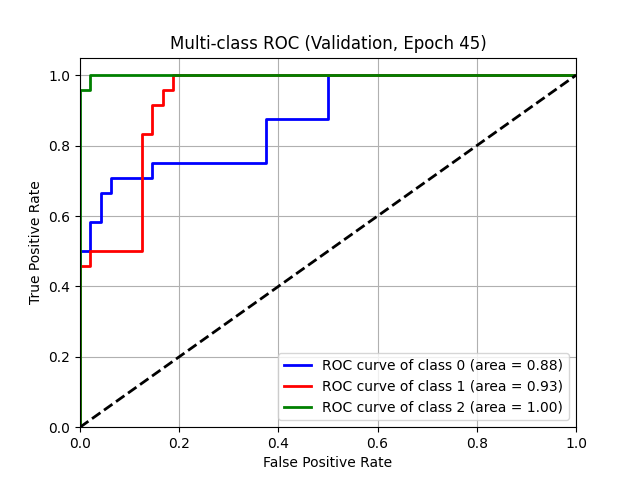 Multi-class ROC (Validation, Epoch 45)
True Positive Rate
1.0
0.8
0.6
0.4
0.2
0.0
ROC curve of class 0 (area = 0.88)
ROC curve of class 1 (area = 0.93)
ROC curve of class 2 (area = 1.00)
0.0 0.2 0.4 0.6 0.8 1.0
False Positive Rate